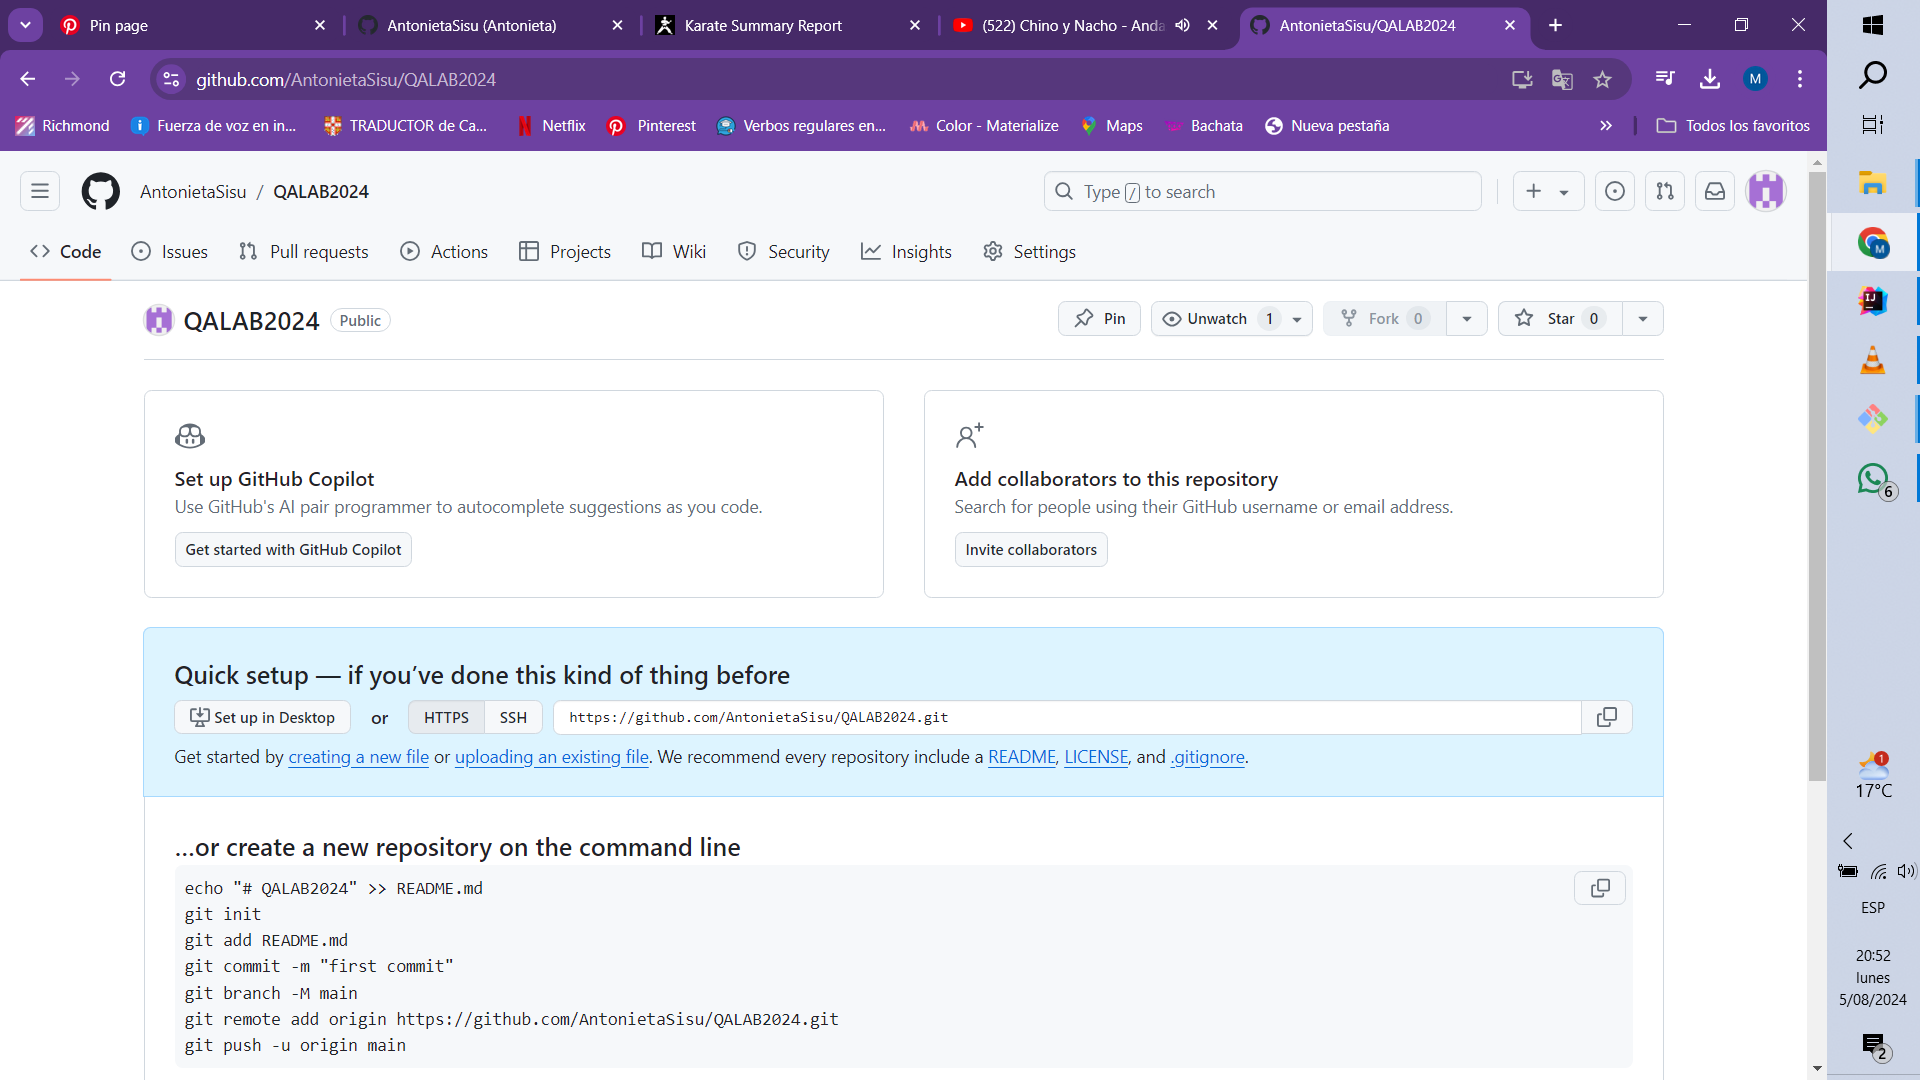 Pin page
AntonietaSisu (Antonieta)
Karate Summary Report
(522) Chino y Nacho - Anda
AntonietaSisu/QALAB2024
github.com/AntonietaSisu/QALAB2024
M
Richmond
Fuerza de voz en in...
TRADUCTOR de Ca...
Netflix
Pinterest
Verbos regulares en...
Color - Materialize
Maps
Bachata
Nueva pestaña
Todos los favoritos
AntonietaSisu / QALAB2024
Type / to search
Code
Issues
Pull requests
Actions
Projects
Wiki
Security
Insights
Settings
QALAB2024 Public
Pin
Unwatch 1
Fork 0
Star 0
Set up GitHub Copilot
Use GitHub's AI pair programmer to autocomplete suggestions as you code.
Get started with GitHub Copilot
Add collaborators to this repository
Search for people using their GitHub username or email address.
Invite collaborators
Quick setup — if you’ve done this kind of thing before
Set up in Desktop or HTTPS SSH https://github.com/AntonietaSisu/QALAB2024.git
Get started by creating a new file or uploading an existing file. We recommend every repository include a README, LICENSE, and .gitignore.
…or create a new repository on the command line
echo "# QALAB2024" >> README.md
git init
git add README.md
git commit -m "first commit"
git branch -M main
git remote add origin https://github.com/AntonietaSisu/QALAB2024.git
git push -u origin main
M
IJ
6
1
17°C
ESP
20:52
lunes
5/08/2024
2